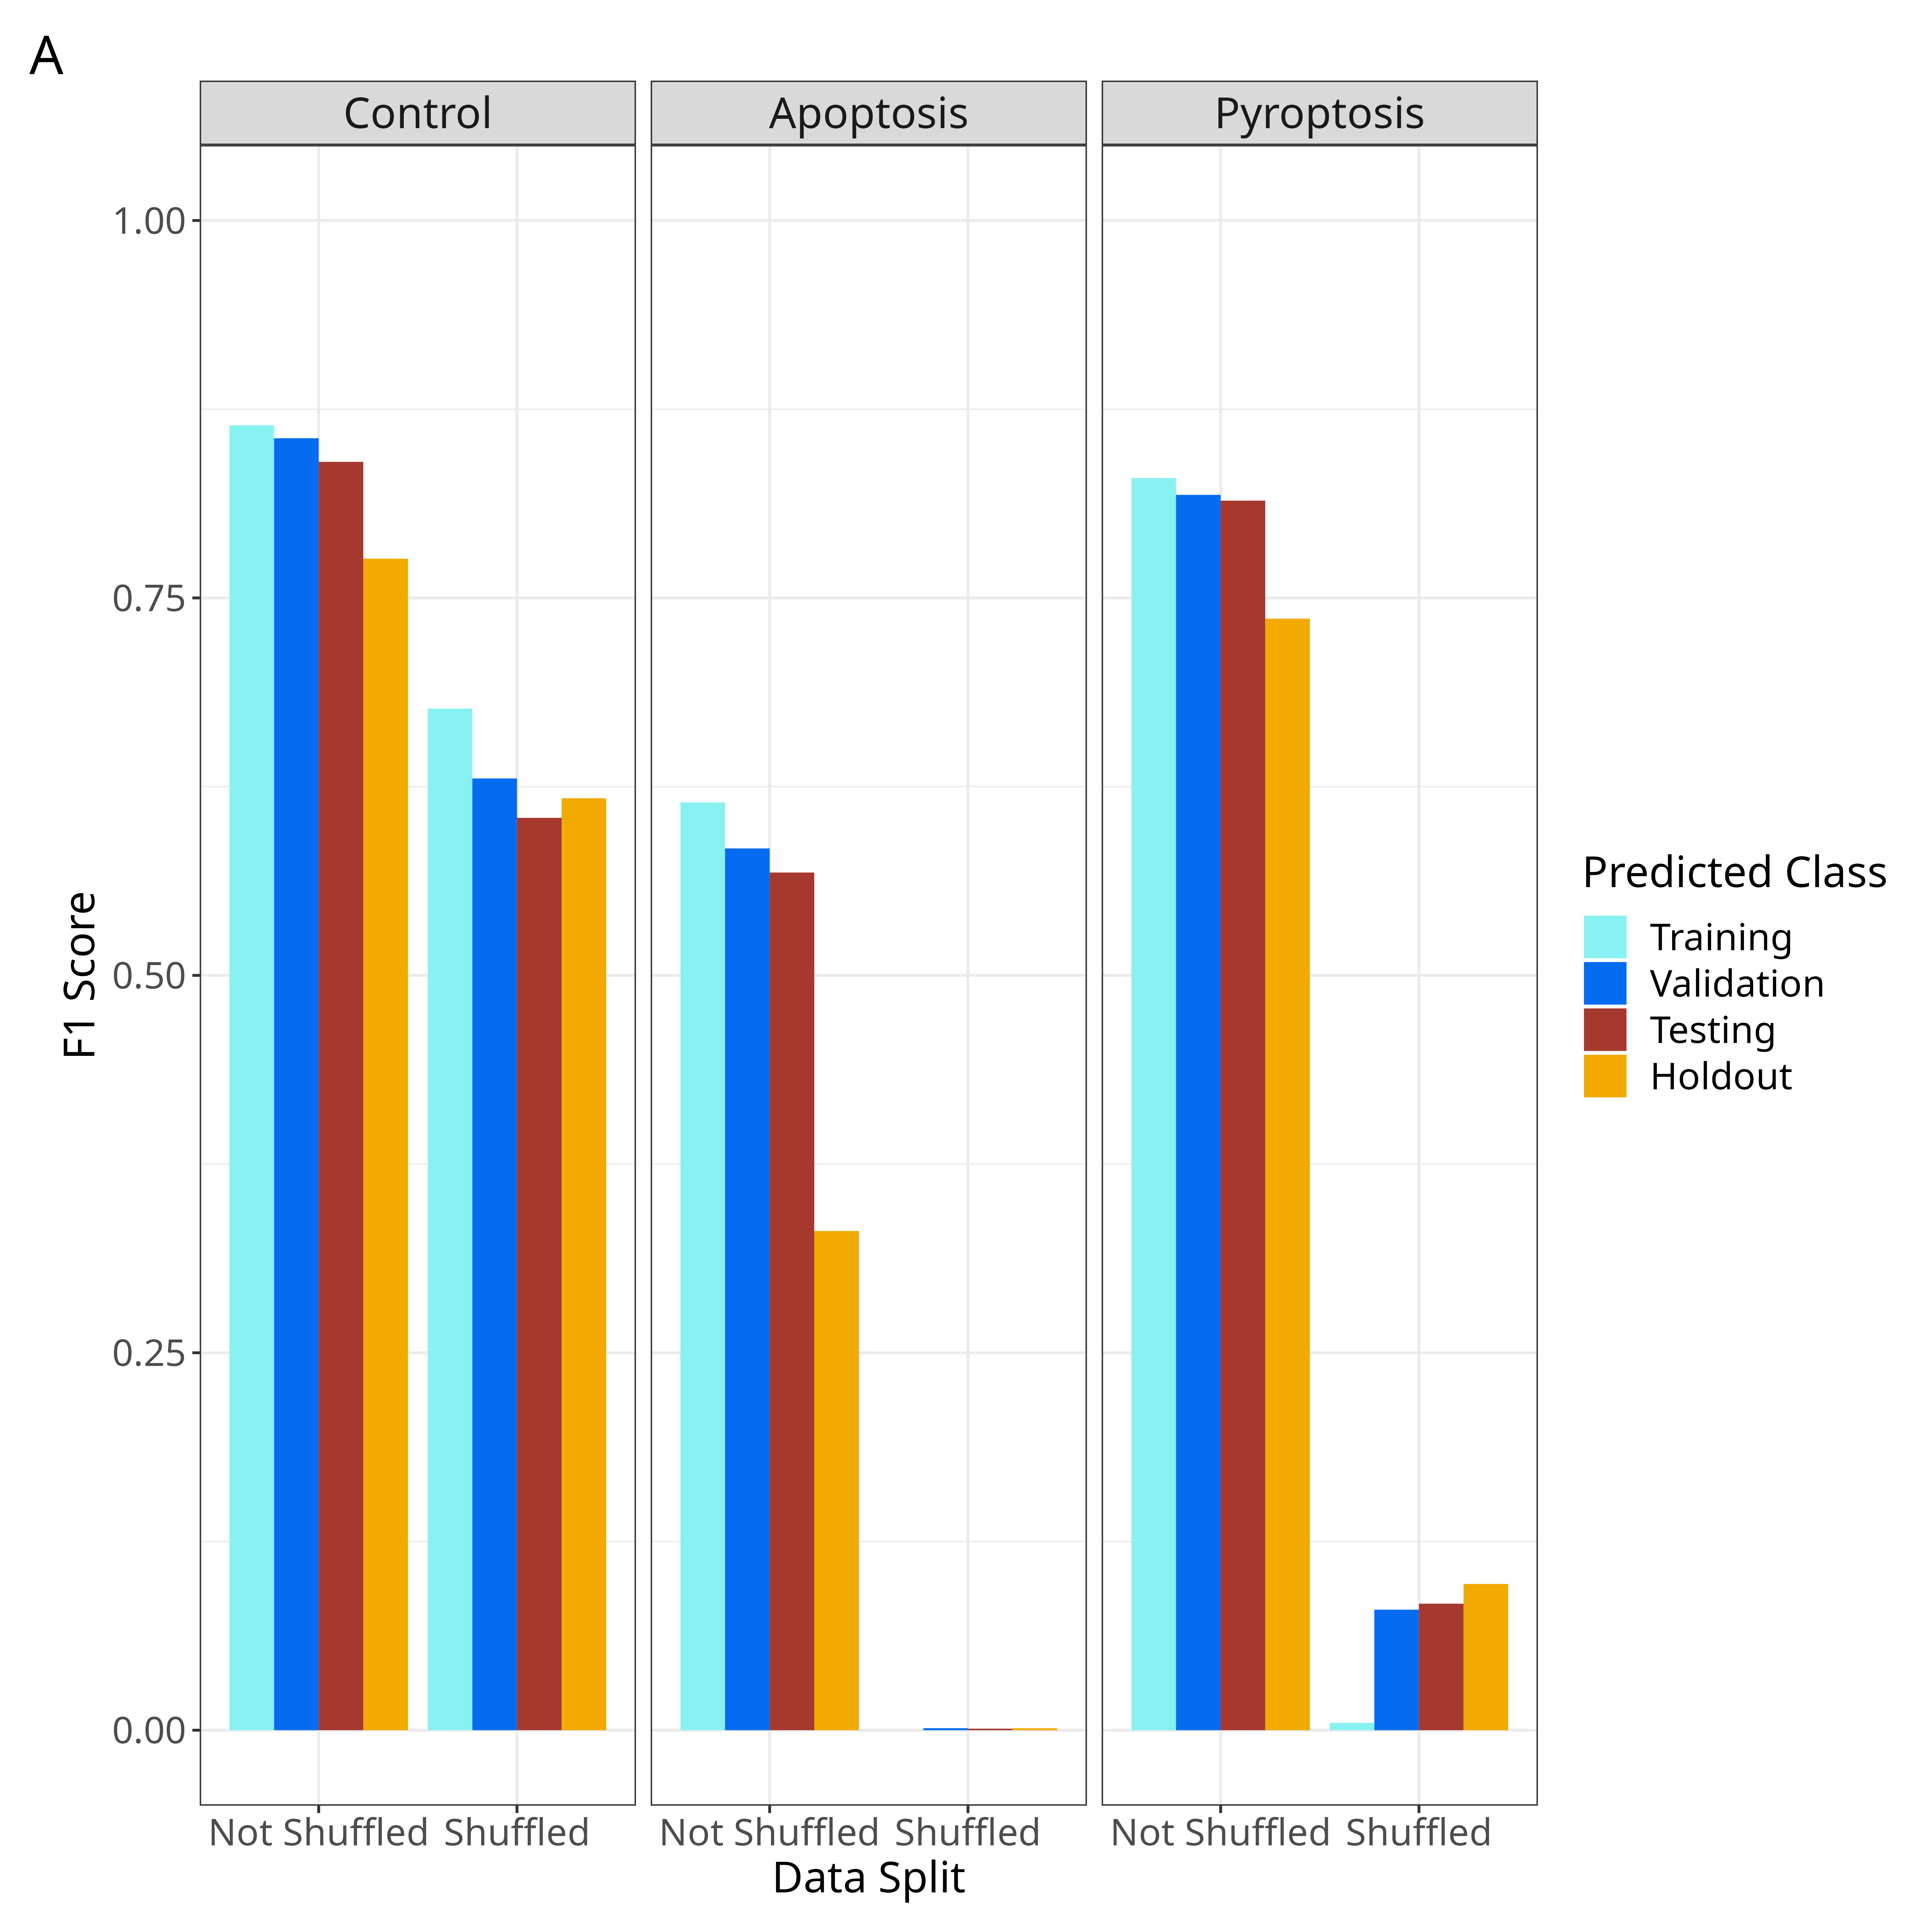 A
Control Apoptosis Pyroptosis
1.00
0.75
0.50
0.25
0.00
F1 Score
Not Shuffled Shuffled Not Shuffled Shuffled Not Shuffled Shuffled
Data Split
Predicted Class
Training
Validation
Testing
Holdout